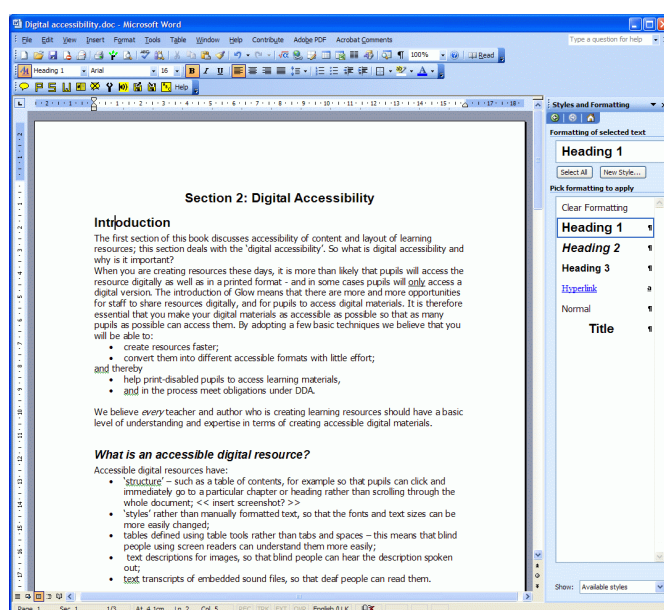 Digital accessibility.doc - Microsoft Word
File Edit View Insert Format Tools Table Window Help Contribute Adobe PDF Acrobat Comments Type a question for help
100% Read
Heading 1 Arial 16 B I U
Help
Section 2: Digital Accessibility
Introduction
The first section of this book discusses accessibility of content and layout of learning
resources; this section deals with the ‘digital accessibility’. So what is digital accessibility and
why is it important?
When you are creating resources these days, it is more than likely that pupils will access the
resource digitally as well as in a printed format - and in some cases pupils will only access a
digital version. The introduction of Glow means that there are more and more opportunities
for staff to share resources digitally, and for pupils to access digital materials. It is therefore
essential that you make your digital materials as accessible as possible so that as many
pupils as possible can access them. By adopting a few basic techniques we believe that you
will be able to:
• create resources faster;
• convert them into different accessible formats with little effort;
and thereby
• help print-disabled pupils to access learning materials,
• and in the process meet obligations under DDA.
We believe every teacher and author who is creating learning resources should have a basic
level of understanding and expertise in terms of creating accessible digital materials.
What is an accessible digital resource?
Accessible digital resources have:
• ‘structure’ – such as a table of contents, for example so that pupils can click and
immediately go to a particular chapter or heading rather than scrolling through the
whole document; << insert screenshot? >>
• ‘styles’ rather than manually formatted text, so that the fonts and text sizes can be
more easily changed;
• tables defined using table tools rather than tabs and spaces – this means that blind
people using screen readers can understand them more easily;
• text descriptions for images, so that blind people can hear the description spoken
out;
• text transcripts of embedded sound files, so that deaf people can read them.
Styles and Formatting
Formatting of selected text
Heading 1
Select All New Style...
Pick formatting to apply
Clear Formatting
Heading 1 ¶
Heading 2 ¶
Heading 3 ¶
Hyperlink a
Normal ¶
Title ¶
Show: Available styles
Page 1 Sec 1 1/3 At 4.1cm Ln 2 Col 5 REC TRK EXT OVR English (U.K